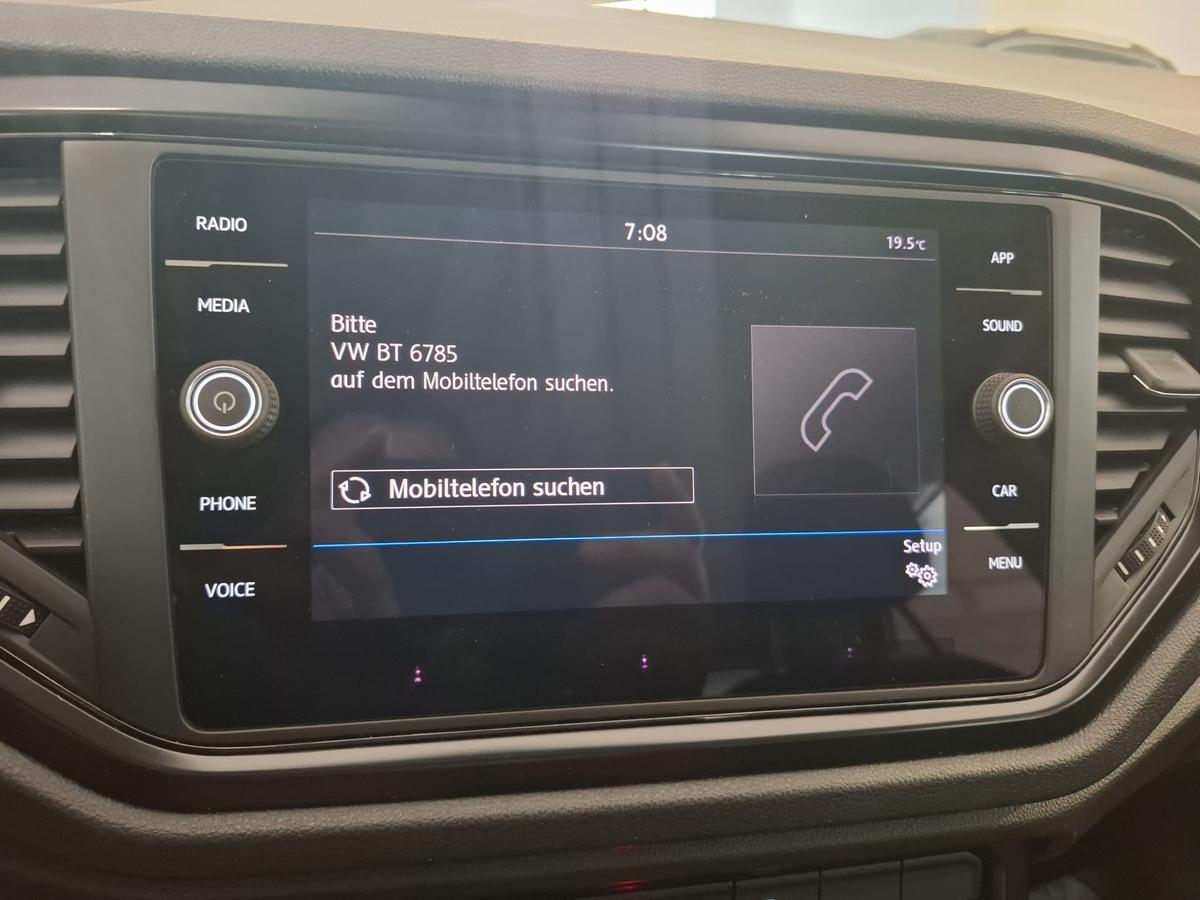 RADIO
MEDIA
PHONE
VOICE
7:08
19.5°C
Bitte
VW BT 6785
auf dem Mobiltelefon suchen.
Mobiltelefon suchen
Setup
APP
SOUND
CAR
MENU